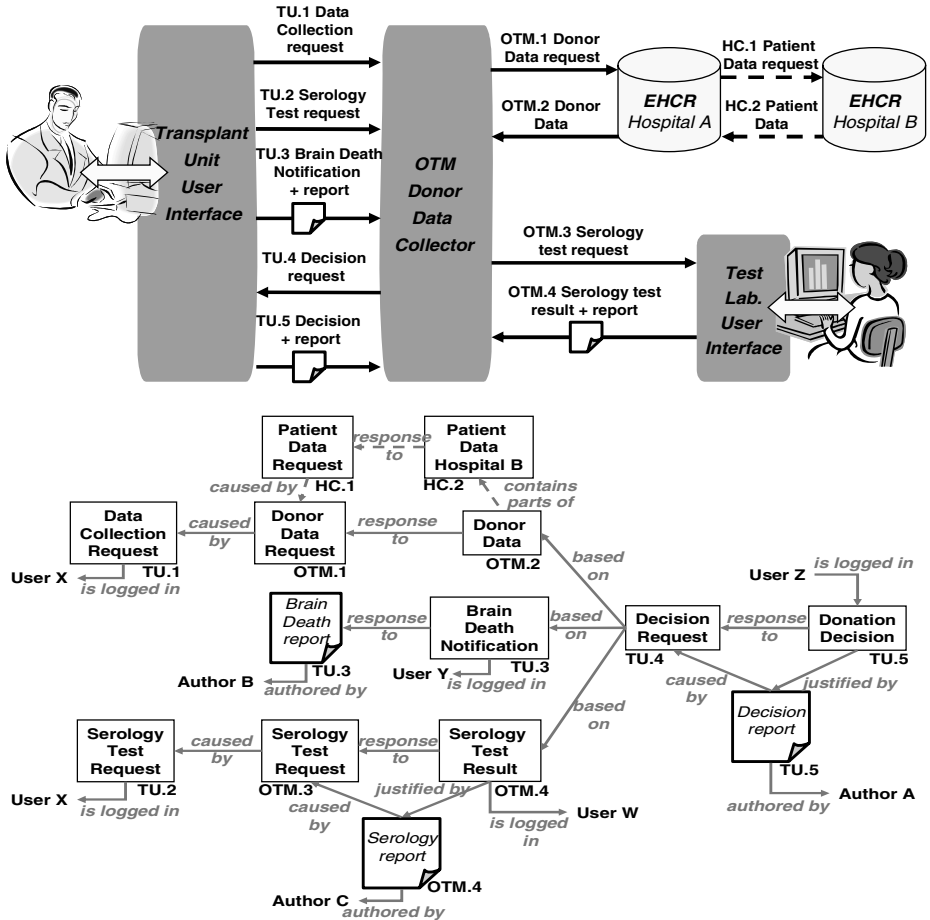 TU.1 Data
Collection
request
TU.2 Serology
Test request
TU.3 Brain Death
Notification
+ report
TU.4 Decision
request
TU.5 Decision
+ report
Transplant
Unit
User
Interface
OTM
Donor
Data
Collector
OTM.1 Donor
Data request
OTM.2 Donor
Data
EHCR
Hospital A
HC.1 Patient
Data request
HC.2 Patient
Data
EHCR
Hospital B
OTM.3 Serology
test request
OTM.4 Serology test
result + report
Test
Lab.
User
Interface
Patient
Data
Request
HC.1
response
to
Patient
Data
Hospital B
HC.2
caused by
contains
parts of
Data
Collection
Request
TU.1
caused
by
Donor
Data
Request
OTM.1
response
to
Donor
Data
OTM.2
User X
is logged in
based
on
User Z
is logged in
Brain
Death
report
TU.3
response
to
Brain
Death
Notification
TU.3
based
on
Decision
Request
TU.4
response
to
Donation
Decision
TU.5
Author B
authored by
User Y
is logged in
caused
by
justified by
Decision
report
TU.5
authored by
Author A
based
on
Serology
Test
Request
TU.2
caused
by
Serology
Test
Request
OTM.3
response
to
Serology
Test
Result
OTM.4
User X
is logged in
caused
by
justified by
is logged
in
User W
Serology
report
OTM.4
Author C
authored by